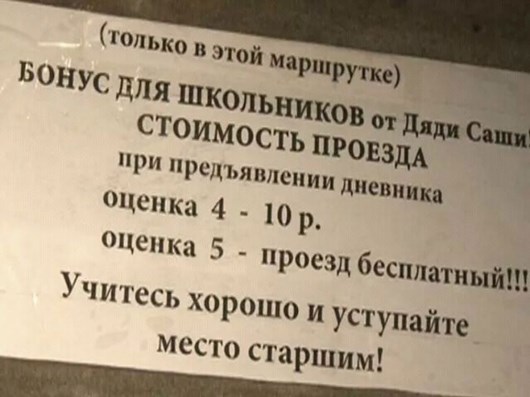 (только в этой маршрутке)
БОНУС ДЛЯ ШКОЛЬНИКОВ от Дяди Саши!
СТОИМОСТЬ ПРОЕЗДА
при предъявлении дневника
оценка 4 - 10 р.
оценка 5 - проезд бесплатный!!!
Учитесь хорошо и уступайте
место старшим!